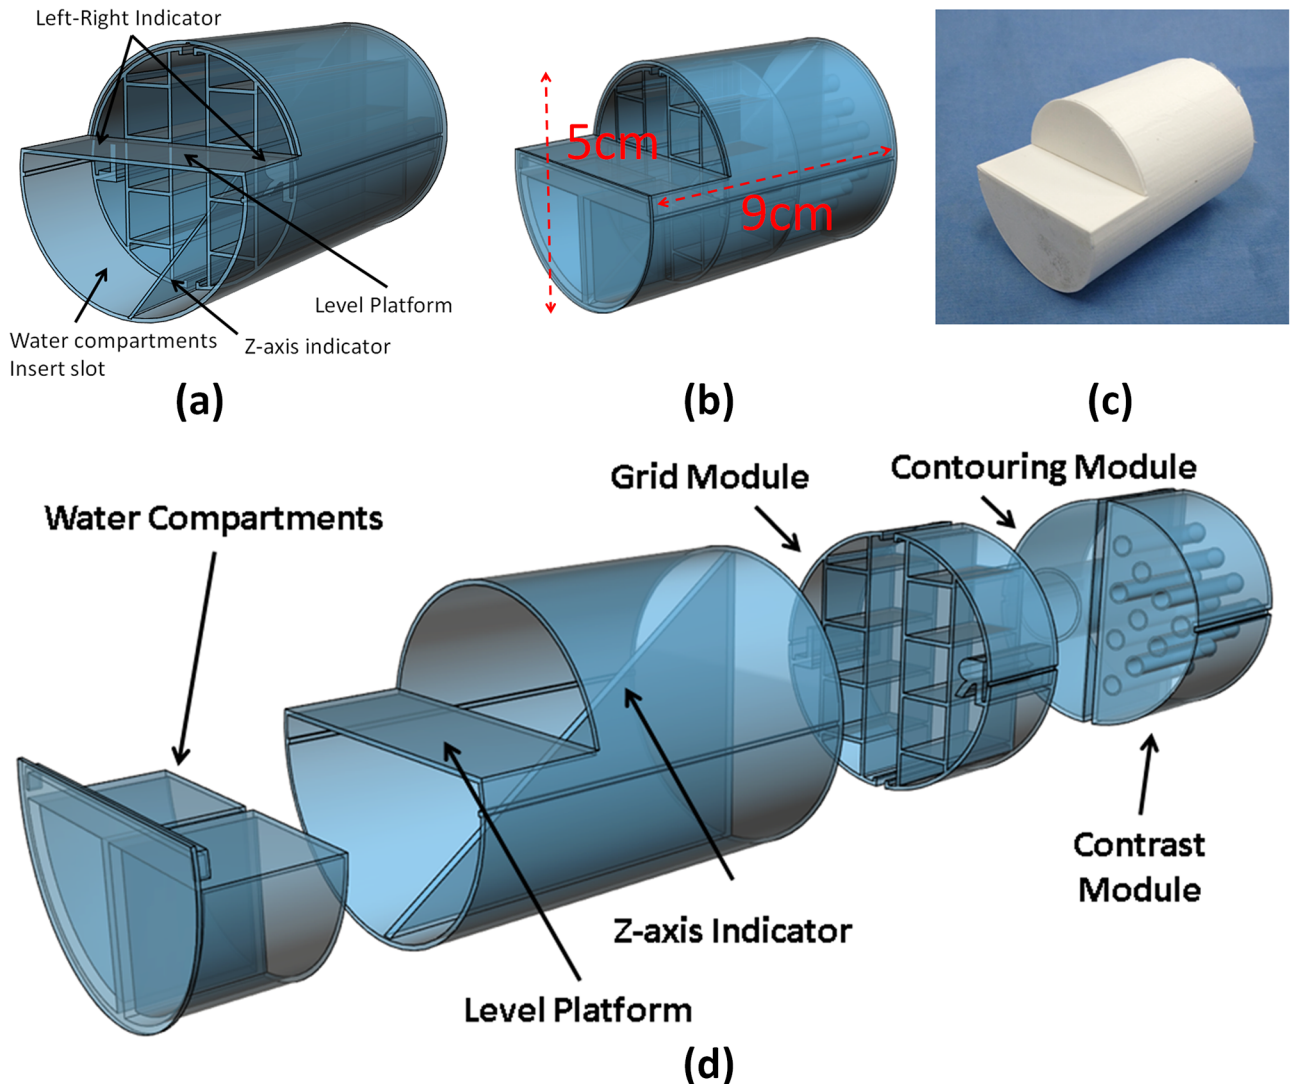 Left-Right Indicator
Level Platform
Water compartments
Insert slot
Z-axis indicator
(a)
5cm
9cm
(b)
(c)
Grid Module
Contouring Module
Water Compartments
Contrast
Module
Z-axis Indicator
Level Platform
(d)